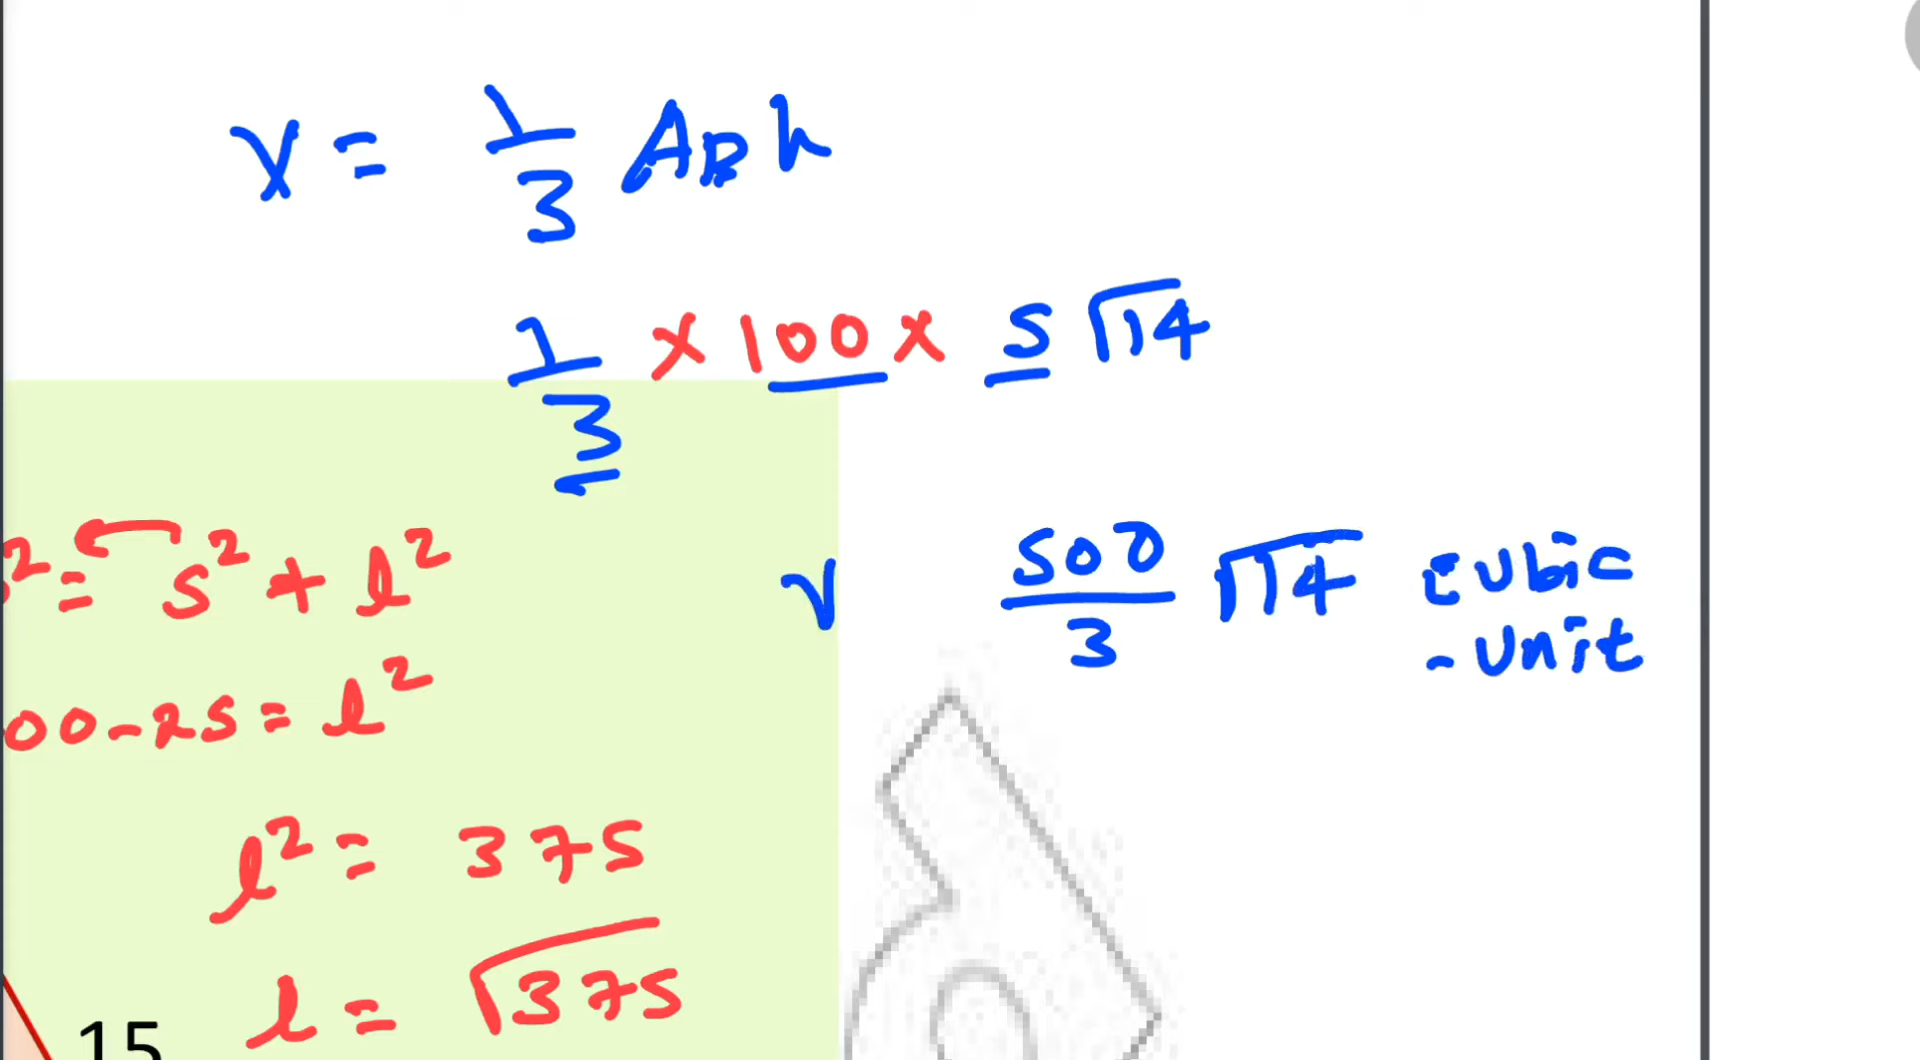 V = 1/3 A_B h
1/3 × 100 × 5 √14
V 500/3 √14 cubic
- unit
² = 5² + l²
00-25 = l²
l² = 375
l = √375
15